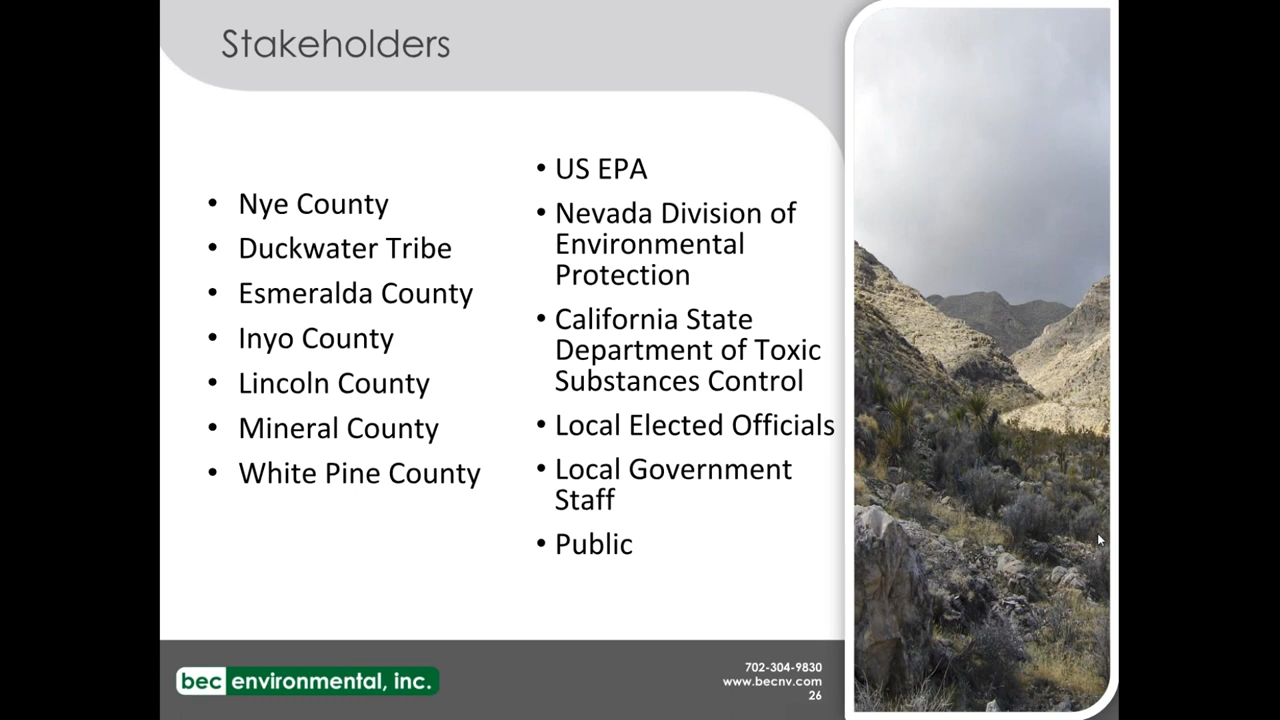 Stakeholders
• Nye County
• Duckwater Tribe
• Esmeralda County
• Inyo County
• Lincoln County
• Mineral County
• White Pine County
• US EPA
• Nevada Division of
Environmental
Protection
• California State
Department of Toxic
Substances Control
• Local Elected Officials
• Local Government
Staff
• Public
bec environmental, inc.
702-304-9830
www.becnv.com
26